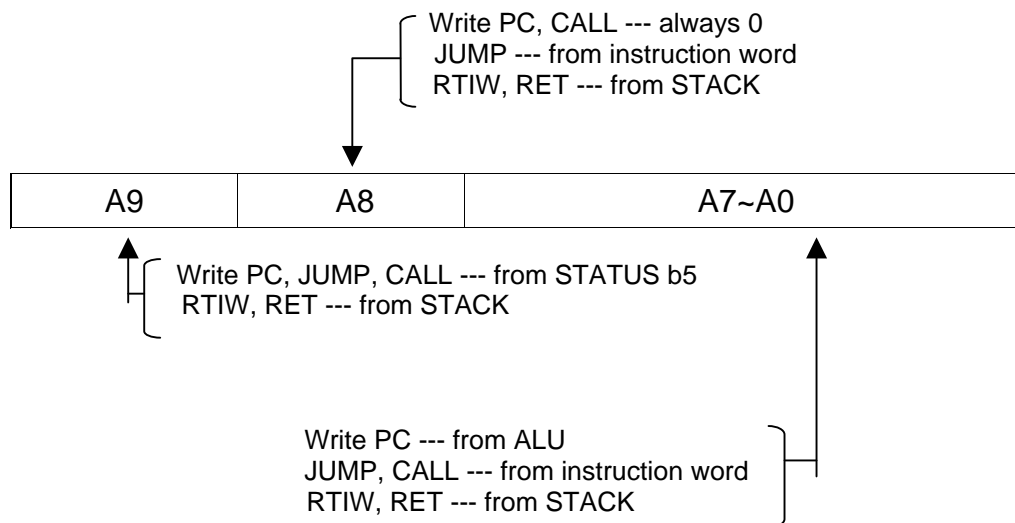 Write PC, CALL --- always 0
JUMP --- from instruction word
RTIW, RET --- from STACK
A9 A8 A7~A0
Write PC, JUMP, CALL --- from STATUS b5
RTIW, RET --- from STACK
Write PC --- from ALU
JUMP, CALL --- from instruction word
RTIW, RET --- from STACK